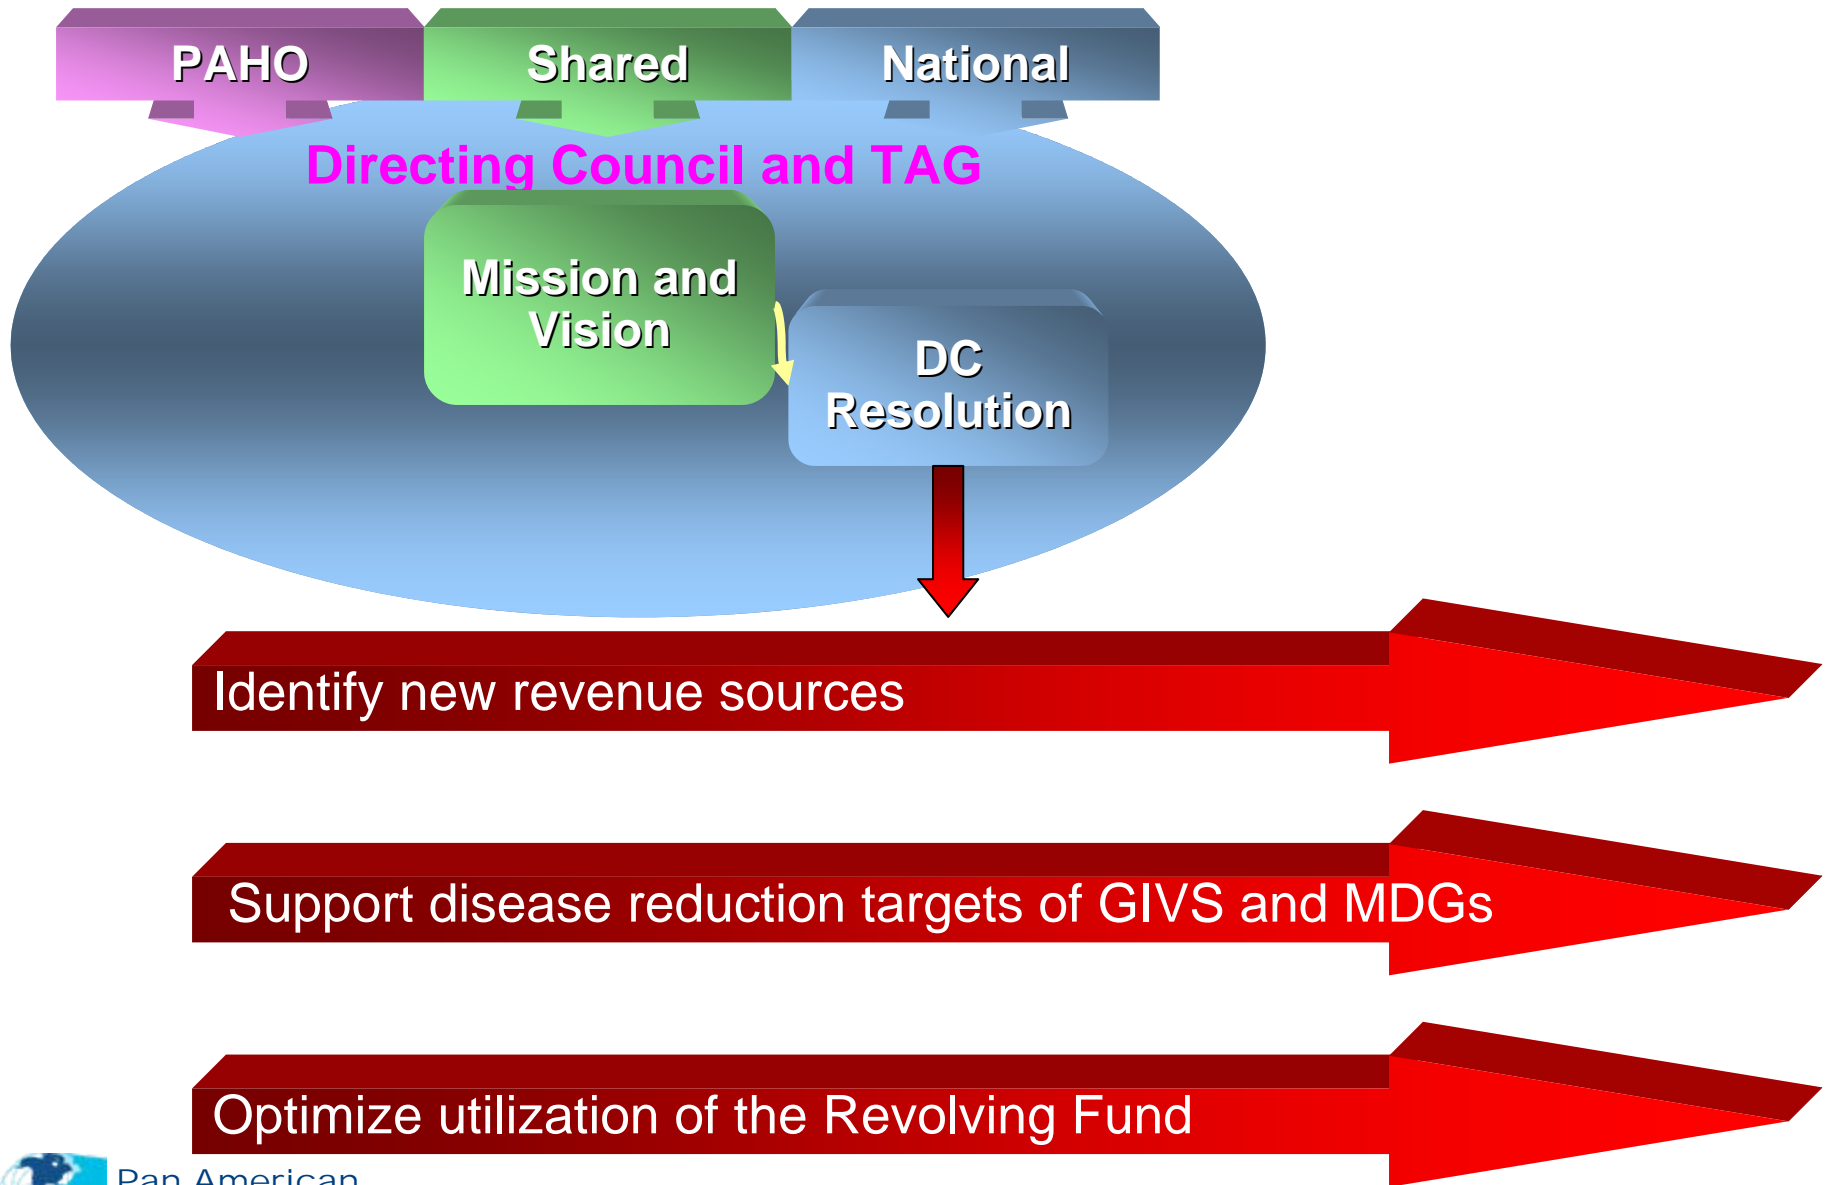 PAHO
Shared
National
Directing Council and TAG
Mission and
Vision
DC
Resolution
Identify new revenue sources
Support disease reduction targets of GIVS and MDGs
Optimize utilization of the Revolving Fund
Pan American